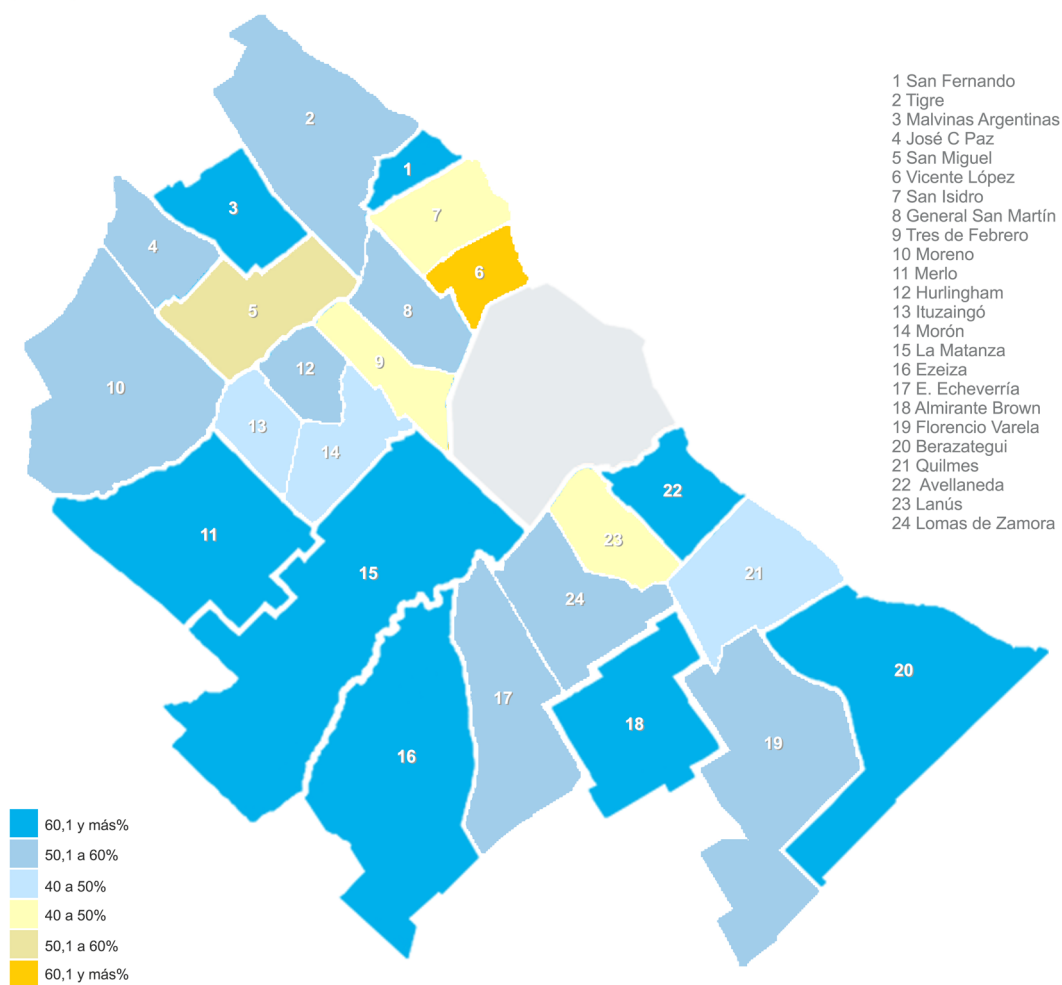 1 San Fernando
2 Tigre
3 Malvinas Argentinas
4 José C Paz
5 San Miguel
6 Vicente López
7 San Isidro
8 General San Martín
9 Tres de Febrero
10 Moreno
11 Merlo
12 Hurlingham
13 Ituzaingó
14 Morón
15 La Matanza
16 Ezeiza
17 E. Echeverría
18 Almirante Brown
19 Florencio Varela
20 Berazategui
21 Quilmes
22 Avellaneda
23 Lanús
24 Lomas de Zamora
2
1
3
7
4
6
5
8
9
12
10
13
14
22
11
23
15
21
24
20
17
18
19
16
60,1 y más%
50,1 a 60%
40 a 50%
40 a 50%
50,1 a 60%
60,1 y más%